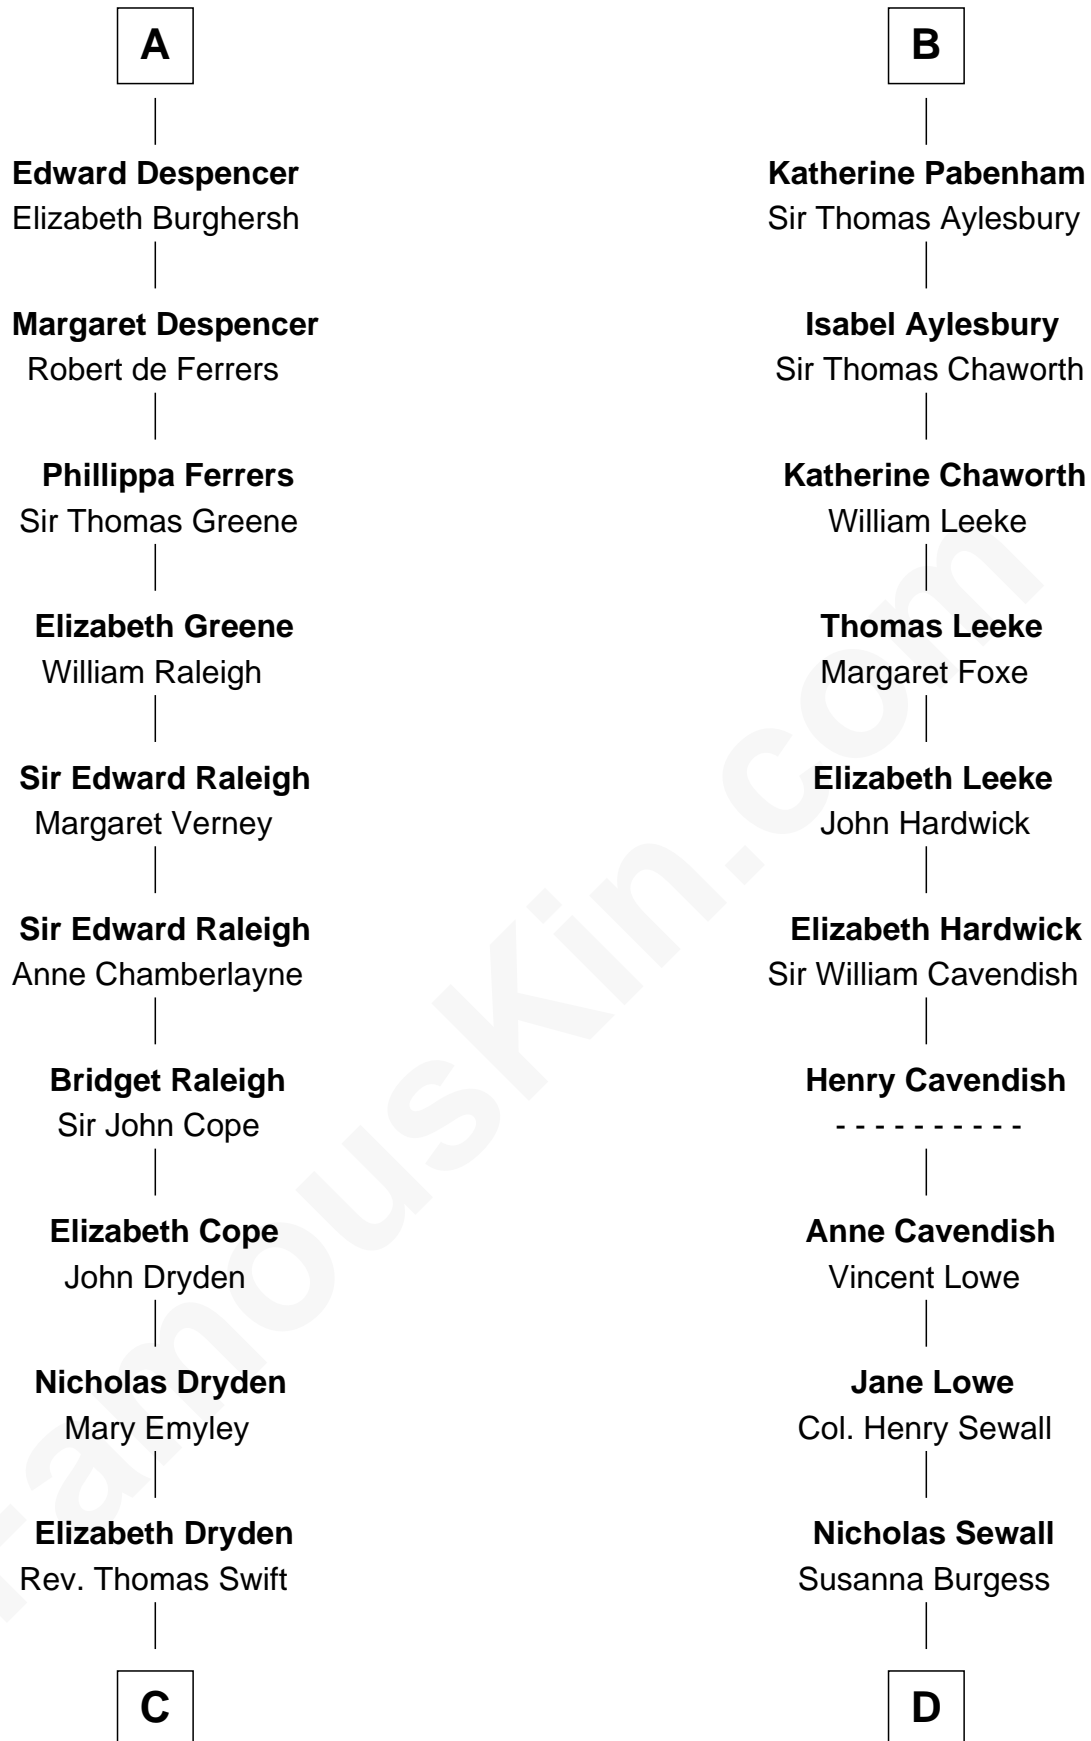 A
Edward Despencer
Elizabeth Burghersh
Margaret Despencer
Robert de Ferrers
Phillippa Ferrers
Sir Thomas Greene
Elizabeth Greene
William Raleigh
Sir Edward Raleigh
Margaret Verney
Sir Edward Raleigh
Anne Chamberlayne
Bridget Raleigh
Sir John Cope
Elizabeth Cope
John Dryden
Nicholas Dryden
Mary Emyley
Elizabeth Dryden
Rev. Thomas Swift
C
B
Katherine Pabenham
Sir Thomas Aylesbury
Isabel Aylesbury
Sir Thomas Chaworth
Katherine Chaworth
William Leeke
Thomas Leeke
Margaret Foxe
Elizabeth Leeke
John Hardwick
Elizabeth Hardwick
Sir William Cavendish
Henry Cavendish
- - - - - - - - - -
Anne Cavendish
Vincent Lowe
Jane Lowe
Col. Henry Sewall
Nicholas Sewall
Susanna Burgess
D
FamousKin.com